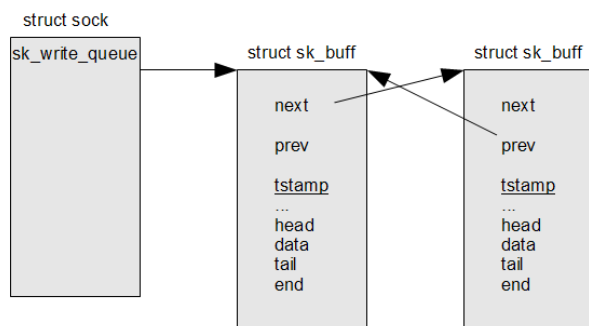 struct sock
sk_write_queue
struct sk_buff
next
prev
tstamp
...
head
data
tail
end
struct sk_buff
next
prev
tstamp
...
head
data
tail
end